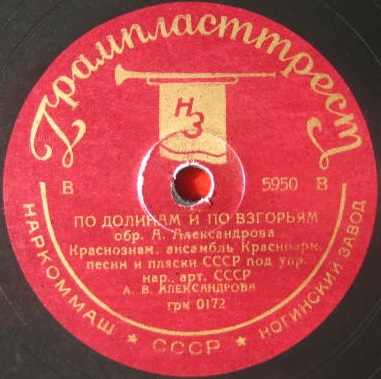 Грампласттрест
НЗ
В 5950 В
ПО ДОЛИНАМ И ПО ВЗГОРЬЯМ
обр. А. Александрова
Краснознам. ансамбль Красноарм.
песни и пляски СССР под упр.
нар. арт. СССР
А. В. АЛЕКСАНДРОВА
грк 0172
НАРКОММАШ ★ СССР ★ НОГИНСКИЙ ЗАВОД